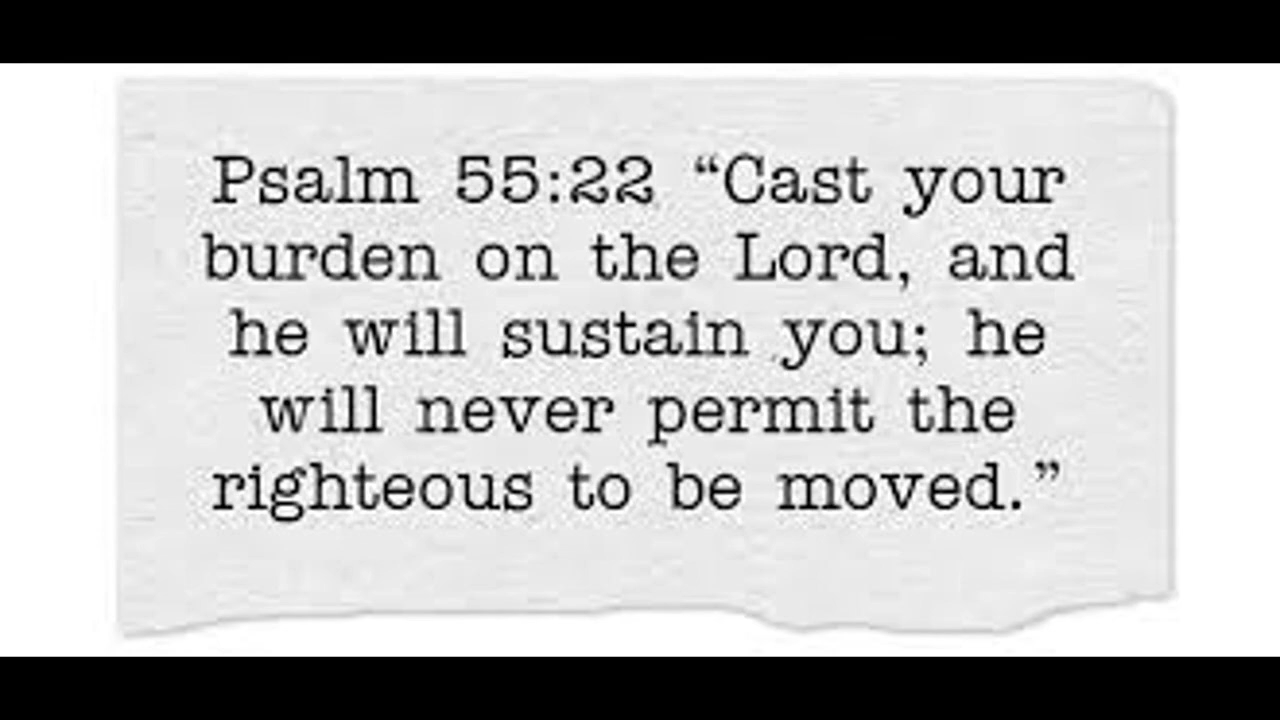 Psalm 55:22 “Cast your
burden on the Lord, and
he will sustain you; he
will never permit the
righteous to be moved.”